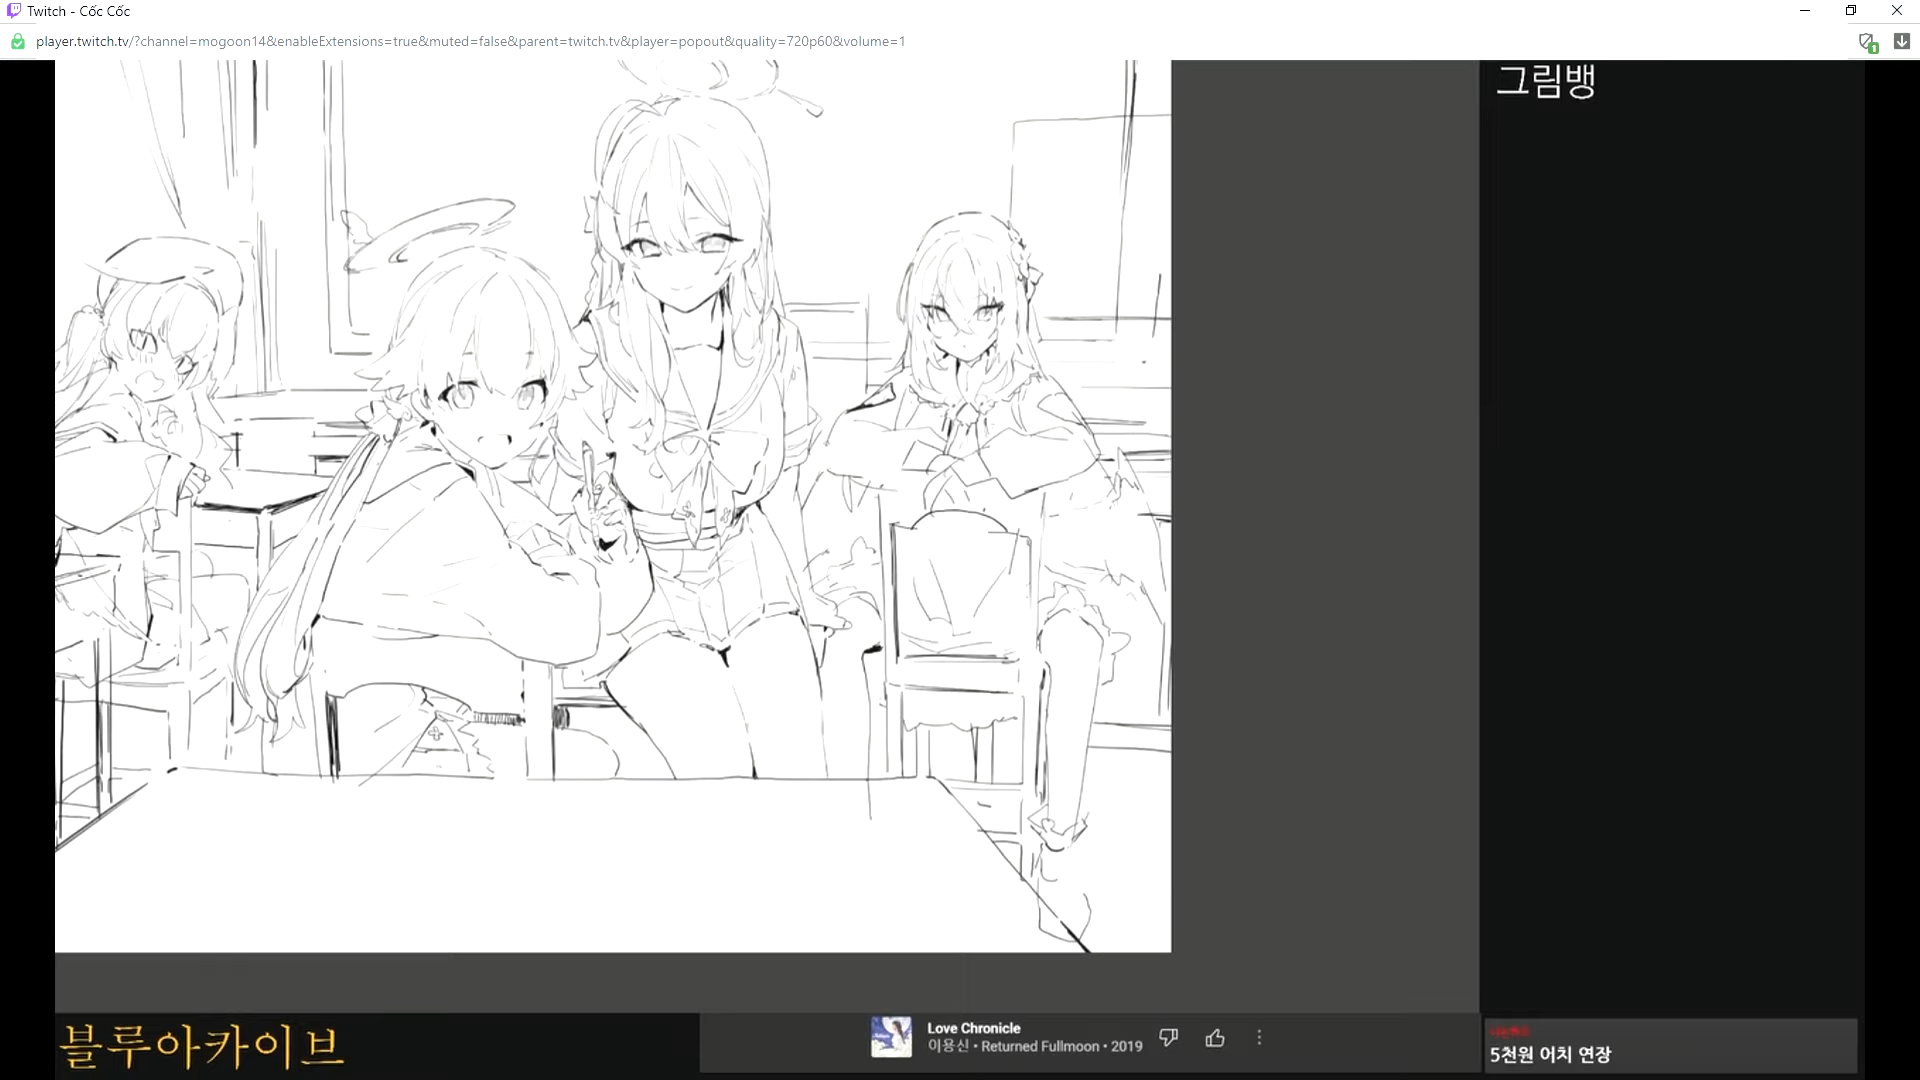 Twitch - Cốc Cốc
player.twitch.tv/?channel=mogoon14&enableExtensions=true&muted=false&parent=twitch.tv&player=popout&quality=720p60&volume=1
1
그림뱅
블루아카이브
Love Chronicle
이용신 • Returned Fullmoon • 2019
5천원 어치 연장